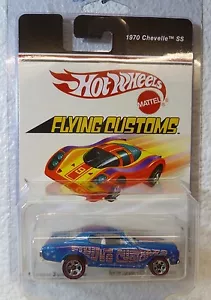 1970 Chevelle™ SS
Hot Wheels
MATTEL
FLYING CUSTOMS